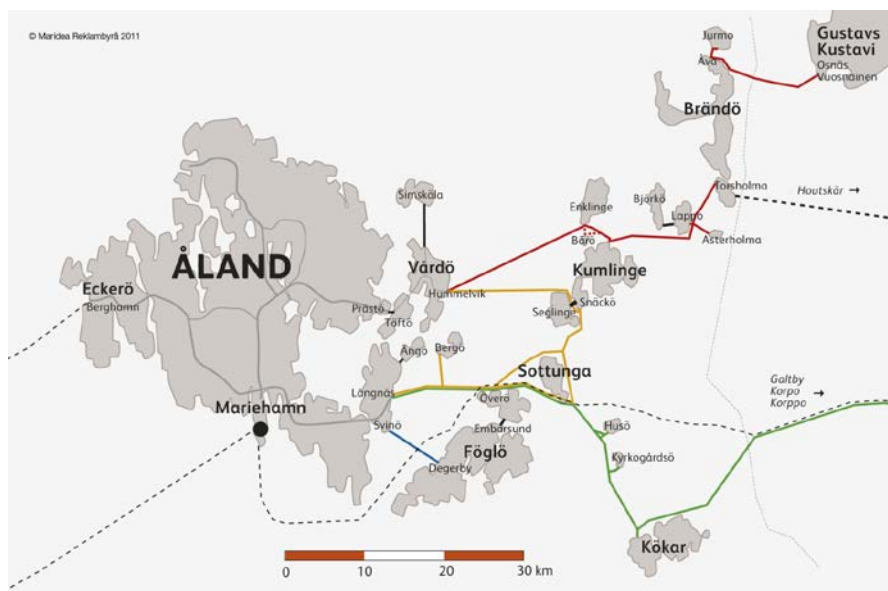 © Maridea Reklambyrå 2011
Jurmo
Åva
Gustavs
Kustavi
Osnäs
Vuosnainen
Brändö
Torsholma
Houtskär →
Simskäla
Enklinge
Björkö
Lappo
Asterholma
Bärö
ÅLAND
Vårdö
Kumlinge
Eckerö
Berghamn
Hummelvik
Prästö
Töftö
Seglinge
Snäckö
Ångö
Bergö
Sottunga
Långnäs
Överö
Galtby
Korpo
Korppo
→
Mariehamn
Svinö
Embarsund
Husö
Föglö
Degerby
Kyrkogårdsö
Kökar
0 10 20 30 km